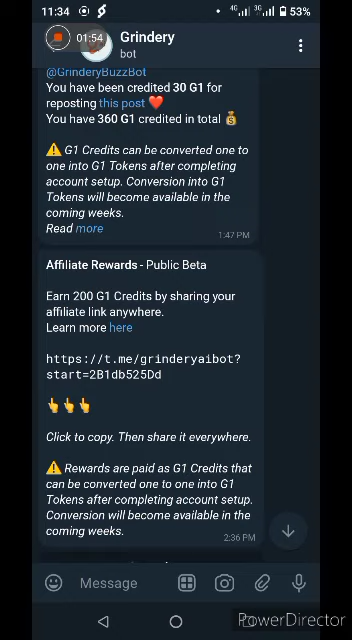 11:34 4G 3G 53%
01:54 Grindery
bot
@GrinderyBuzzBot
You have been credited 30 G1 for
reposting this post ❤️
You have 360 G1 credited in total 💰
⚠️ G1 Credits can be converted one to
one into G1 Tokens after completing
account setup. Conversion into G1
Tokens will become available in the
coming weeks.
Read more
1:47 PM
Affiliate Rewards - Public Beta
Earn 200 G1 Credits by sharing your
affiliate link anywhere.
Learn more here
https://t.me/grinderyaibot?
start=2B1db525Dd
👆👆👆
Click to copy. Then share it everywhere.
⚠️ Rewards are paid as G1 Credits that
can be converted one to one into G1
Tokens after completing account setup.
Conversion will become available in the
coming weeks.
2:36 PM
Message
PowerDirector